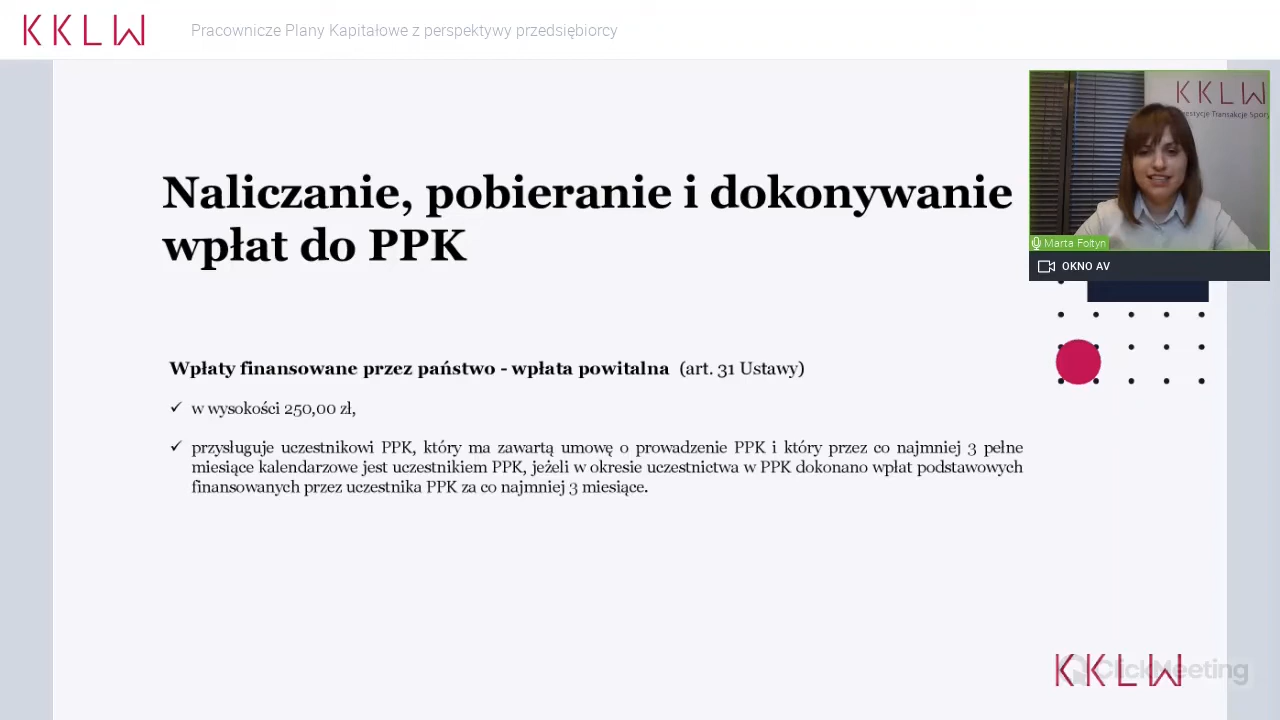 KKLW
Pracownicze Plany Kapitałowe z perspektywy przedsiębiorcy
Naliczanie, pobieranie i dokonywanie
wpłat do PPK
Wpłaty finansowane przez państwo - wpłata powitalna (art. 31 Ustawy)
✓ w wysokości 250,00 zł,
✓ przysługuje uczestnikowi PPK, który ma zawartą umowę o prowadzenie PPK i który przez co najmniej 3 pełne
miesiące kalendarzowe jest uczestnikiem PPK, jeżeli w okresie uczestnictwa w PPK dokonano wpłat podstawowych
finansowanych przez uczestnika PPK za co najmniej 3 miesiące.
KKLW
Transakcje
Marta Foltyn
OKNO AV
KKLW
ClickMeeting